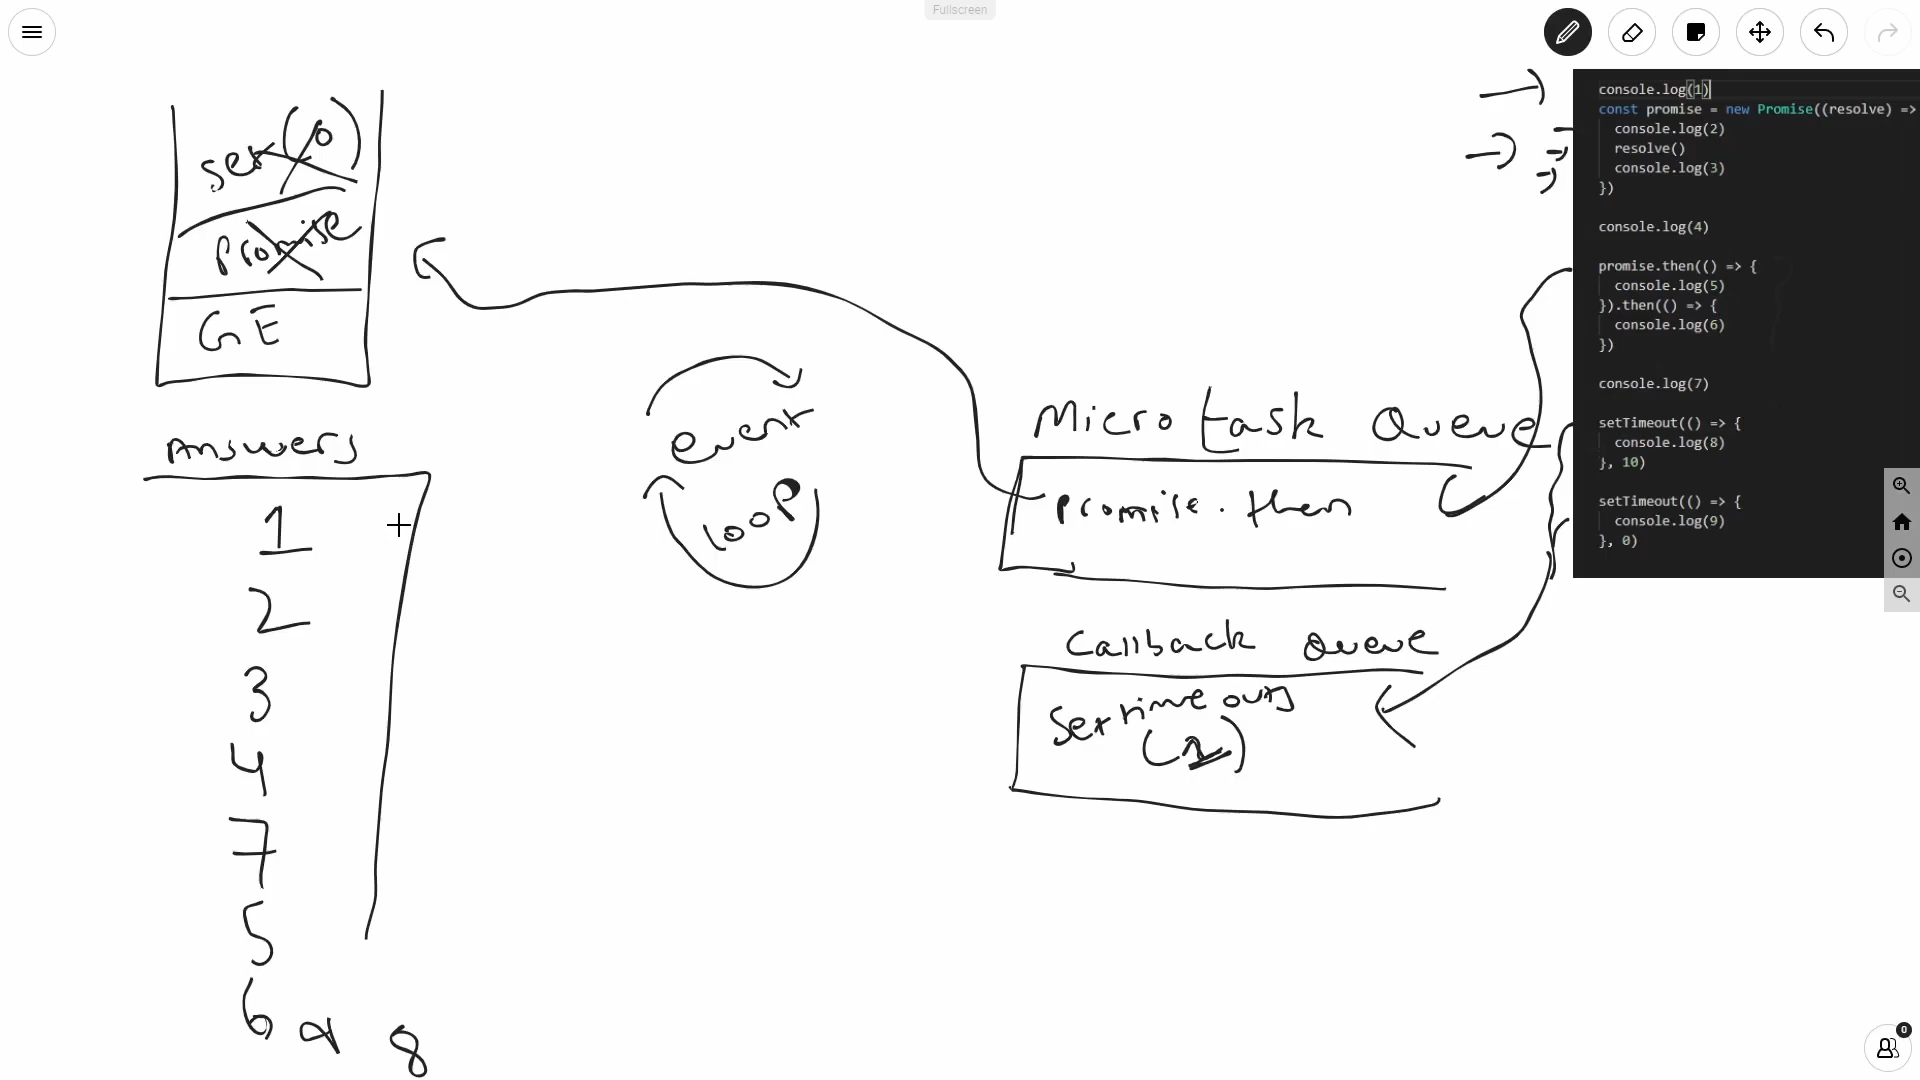 Fullscreen
set(0)
Promise
GE
Answers
1
2
3
4
7
5
6 9 8
event
loop
Micro task Queue
promise.then
Callback Queue
Set time outs
(2)
console.log(1)
const promise = new Promise((resolve) =>
console.log(2)
resolve()
console.log(3)
})
console.log(4)
promise.then(() => {
console.log(5)
}).then(() => {
console.log(6)
})
console.log(7)
setTimeout(() => {
console.log(8)
}, 10)
setTimeout(() => {
console.log(9)
}, 0)
0